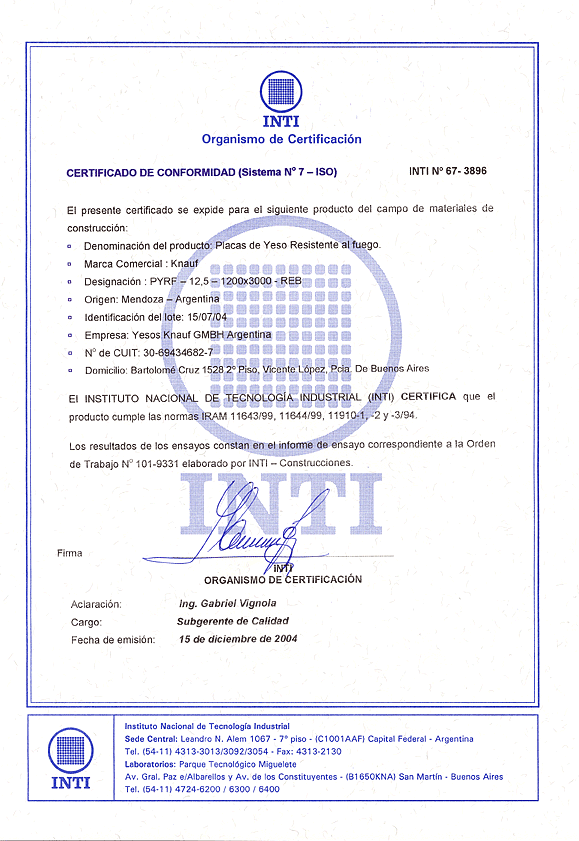 INTI
Organismo de Certificación
CERTIFICADO DE CONFORMIDAD (Sistema Nº 7 – ISO) INTI Nº 67- 3896
El presente certificado se expide para el siguiente producto del campo de materiales de
construcción:
Denominación del producto: Placas de Yeso Resistente al fuego.
Marca Comercial : Knauf
Designación : PYRF – 12,5 – 1200x3000 - REB
Origen: Mendoza – Argentina
Identificación del lote: 15/07/04
Empresa: Yesos Knauf GMBH Argentina
Nº de CUIT: 30-69434682-7
Domicilio: Bartolomé Cruz 1528 2º Piso, Vicente López, Pcia. De Buenos Aires
El INSTITUTO NACIONAL DE TECNOLOGÍA INDUSTRIAL (INTI) CERTIFICA que el
producto cumple las normas IRAM 11643/99, 11644/99, 11910-1, -2 y -3/94.
Los resultados de los ensayos constan en el informe de ensayo correspondiente a la Orden
de Trabajo Nº 101-9331 elaborado por INTI – Construcciones.
INTI
Firma
INTI
ORGANISMO DE CERTIFICACIÓN
Aclaración: Ing. Gabriel Vignola
Cargo: Subgerente de Calidad
Fecha de emisión: 15 de diciembre de 2004
INTI
Instituto Nacional de Tecnología Industrial
Sede Central: Leandro N. Alem 1067 - 7º piso - (C1001AAF) Capital Federal - Argentina
Tel. (54-11) 4313-3013/3092/3054 - Fax: 4313-2130
Laboratorios: Parque Tecnológico Miguelete
Av. Gral. Paz e/Albarellos y Av. de los Constituyentes - (B1650KNA) San Martín - Buenos Aires
Tel. (54-11) 4724-6200 / 6300 / 6400